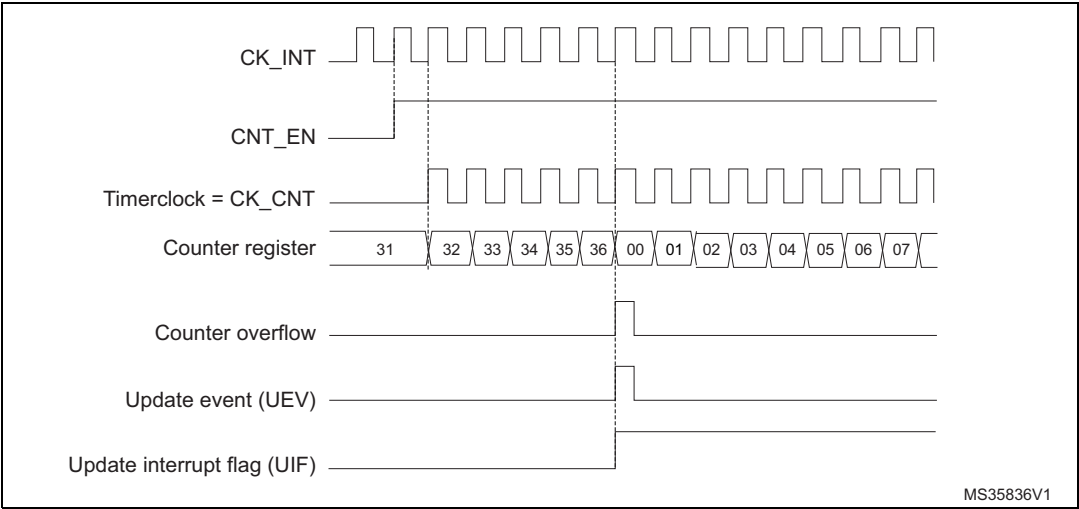 CK_INT
CNT_EN
Timerclock = CK_CNT
Counter register 31 32 33 34 35 36 00 01 02 03 04 05 06 07
Counter overflow
Update event (UEV)
Update interrupt flag (UIF)
MS35836V1